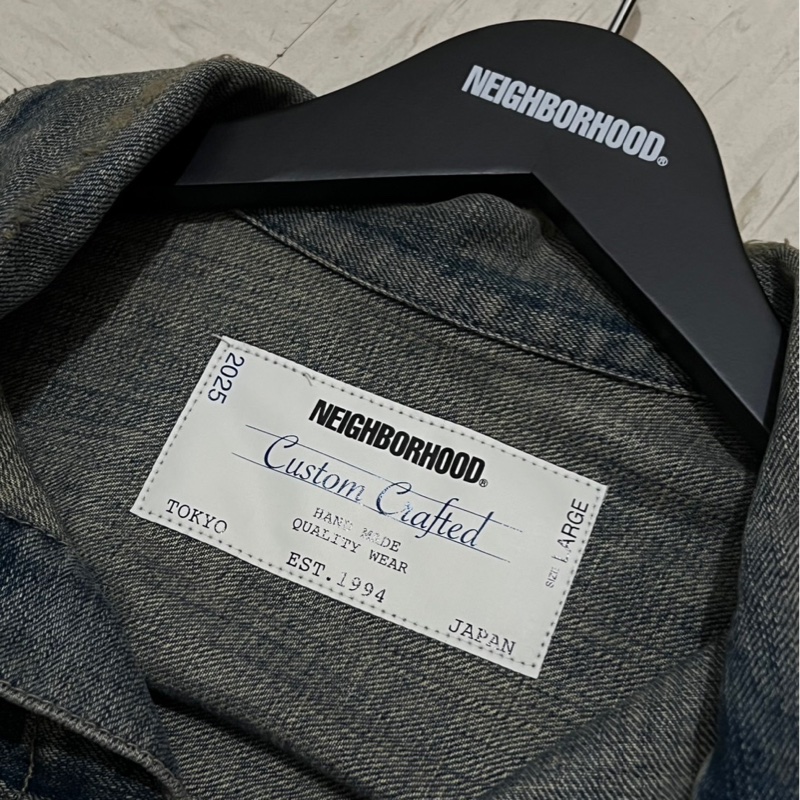 NEIGHBORHOOD®
2025
NEIGHBORHOOD®
Custom Crafted
HAND MADE
QUALITY WEAR
EST.1994
TOKYO
JAPAN
SIZE LARGE